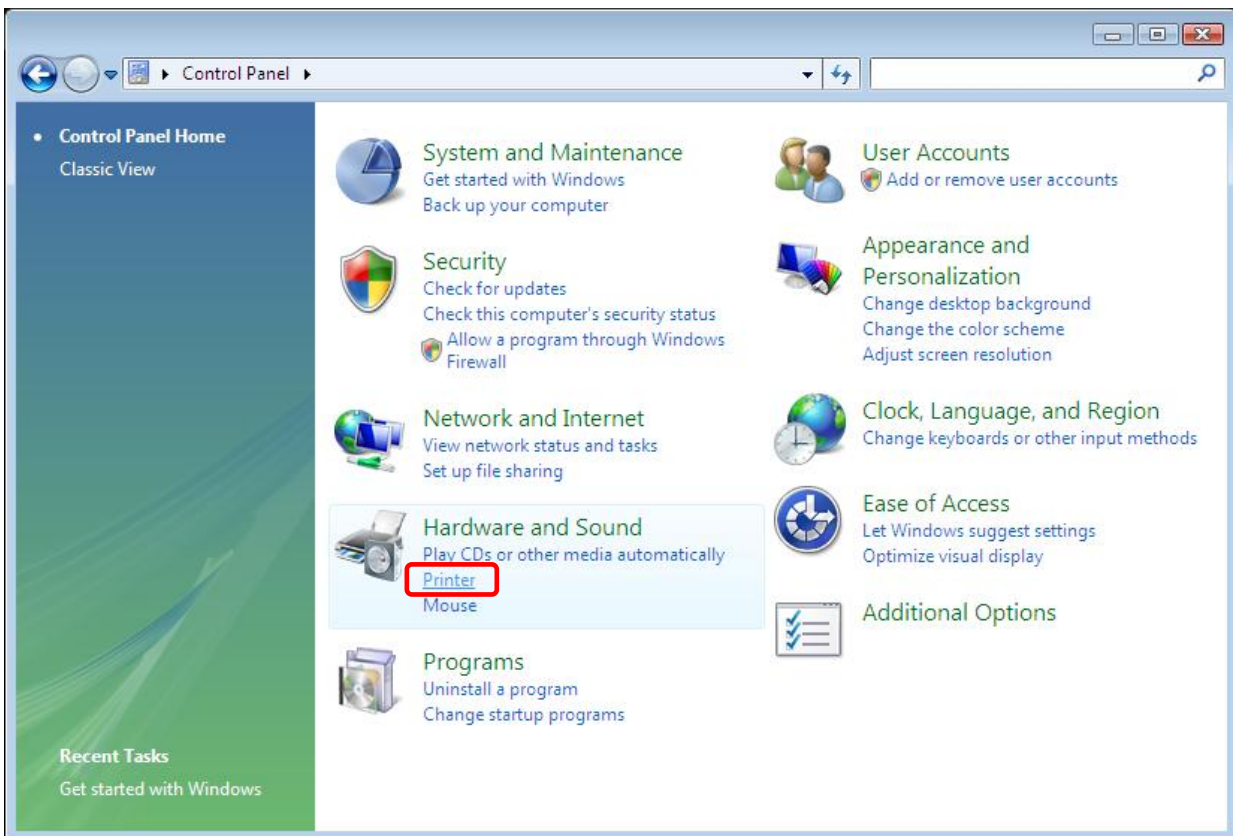 Control Panel
Control Panel Home
Classic View
Recent Tasks
Get started with Windows
System and Maintenance
Get started with Windows
Back up your computer
Security
Check for updates
Check this computer's security status
Allow a program through Windows
Firewall
Network and Internet
View network status and tasks
Set up file sharing
Hardware and Sound
Play CDs or other media automatically
Printer
Mouse
Programs
Uninstall a program
Change startup programs
User Accounts
Add or remove user accounts
Appearance and
Personalization
Change desktop background
Change the color scheme
Adjust screen resolution
Clock, Language, and Region
Change keyboards or other input methods
Ease of Access
Let Windows suggest settings
Optimize visual display
Additional Options